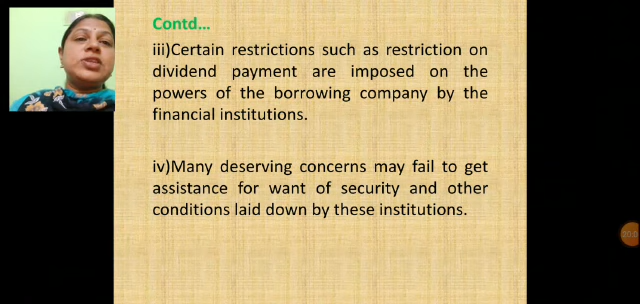 Contd…
iii)Certain restrictions such as restriction on
dividend payment are imposed on the
powers of the borrowing company by the
financial institutions.
iv)Many deserving concerns may fail to get
assistance for want of security and other
conditions laid down by these institutions.